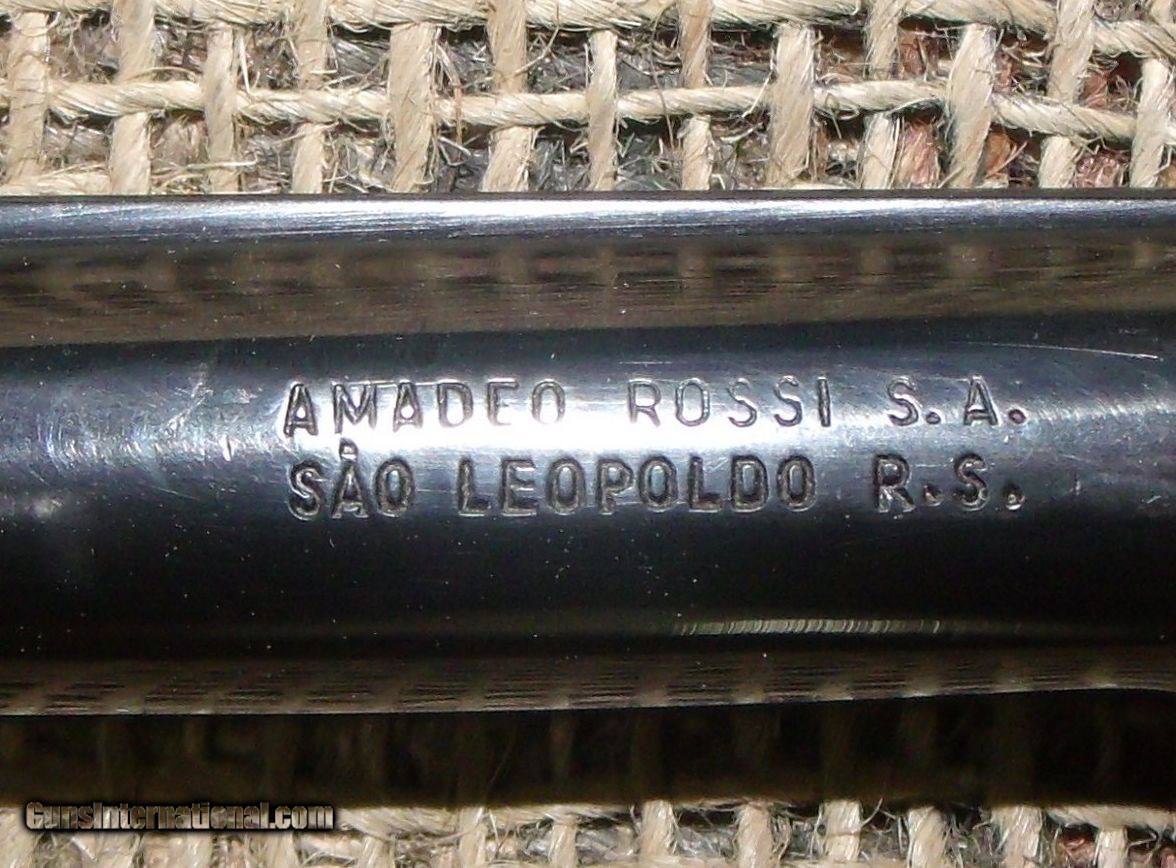 AMADEO ROSSI S.A.
SÃO LEOPOLDO R.S.
GunsInternational.com